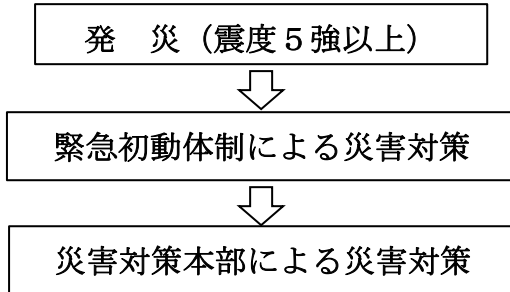 発　災（震度５強以上）
緊急初動体制による災害対策
災害対策本部による災害対策